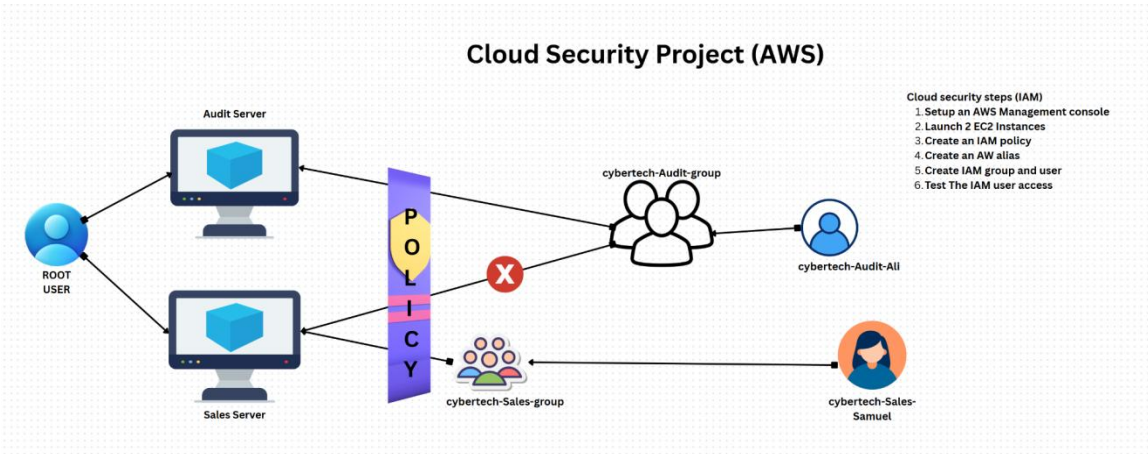 Cloud Security Project (AWS)
Cloud security steps (IAM)
1. Setup an AWS Management console
2. Launch 2 EC2 Instances
3. Create an IAM policy
4. Create an AW alias
5. Create IAM group and user
6. Test The IAM user access
Audit Server
ROOT
USER
Sales Server
P
O
L
I
C
Y
X
cybertech-Audit-group
cybertech-Audit-Ali
cybertech-Sales-group
cybertech-Sales-
Samuel